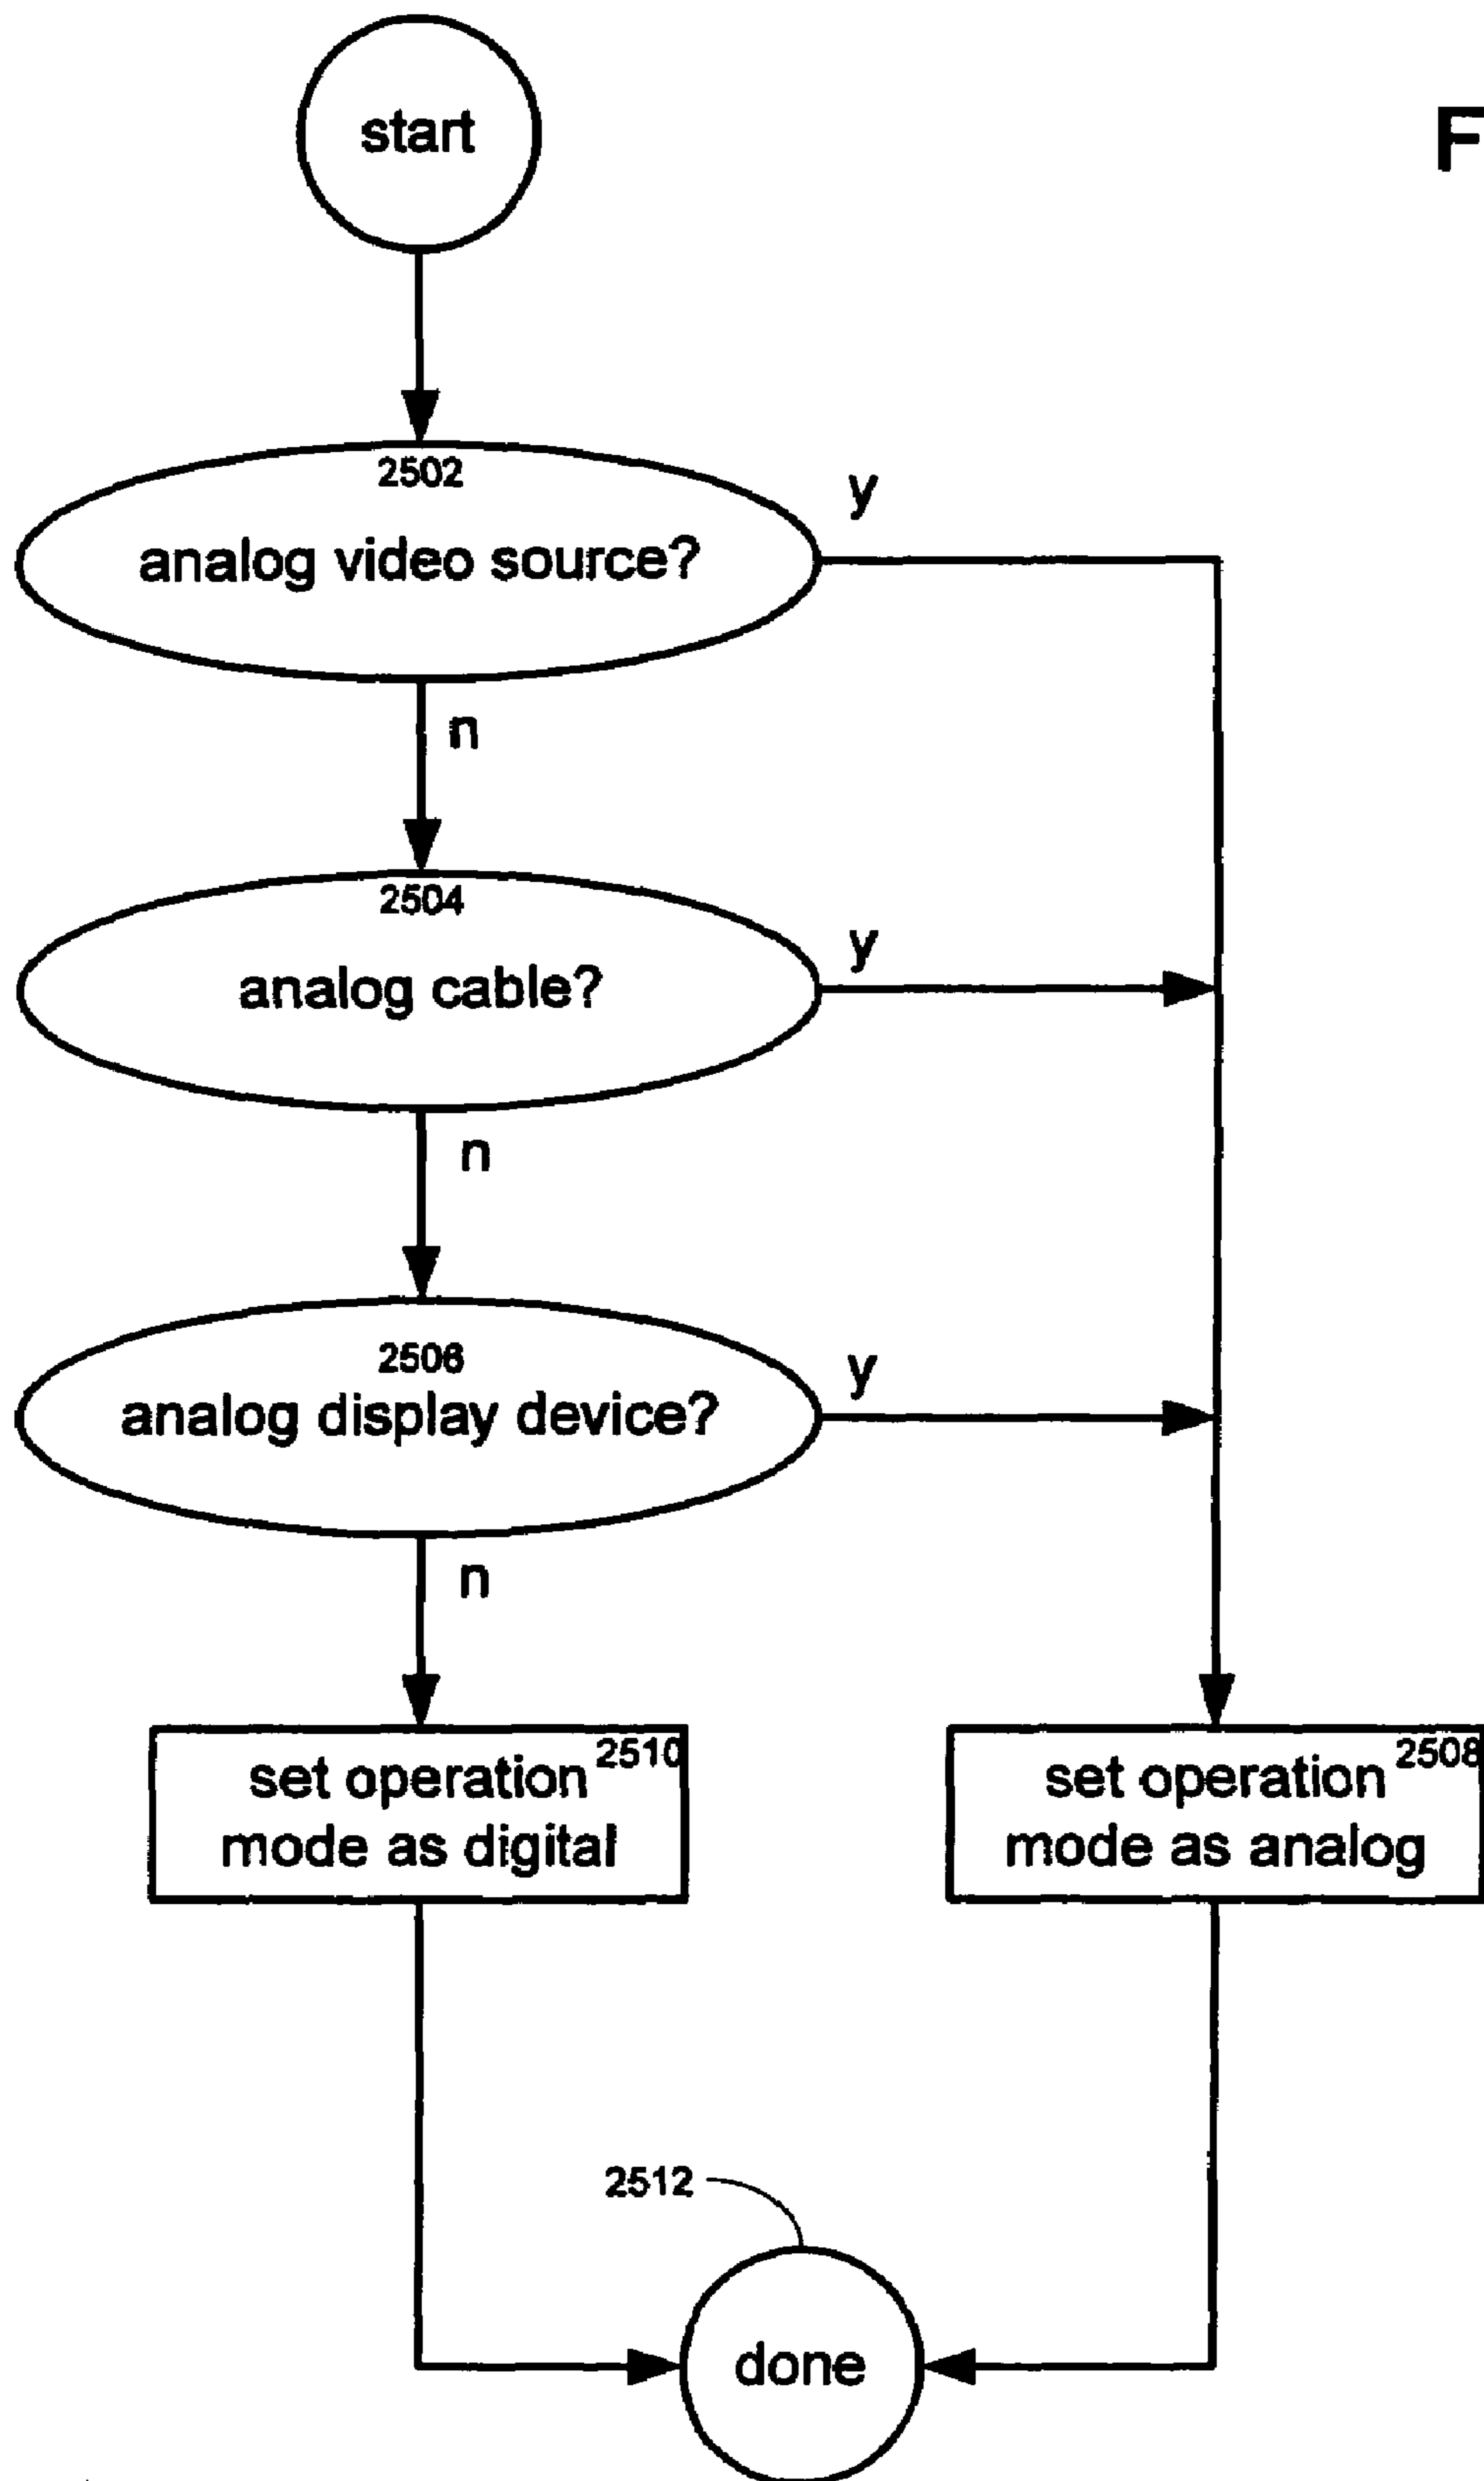 start
F
2502
analog video source?
y
n
2504
analog cable?
y
n
2506
analog display device?
y
n
2510
set operation
mode as digital
2508
set operation
mode as analog
2512
done